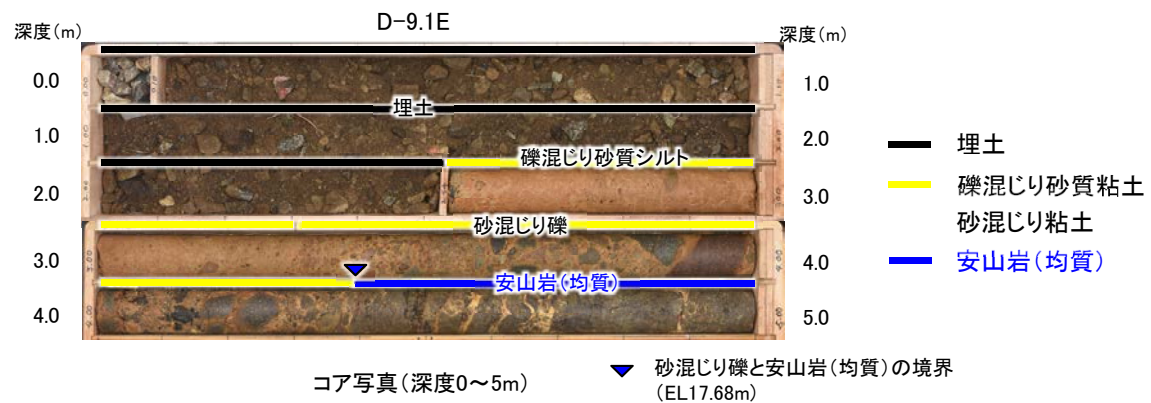 D-9.1E
深度(m)
深度(m)
0.0
1.0
埋土
1.0
2.0
礫混じり砂質シルト
2.0
3.0
砂混じり礫
3.0
4.0
安山岩(均質)
4.0
5.0
埋土
礫混じり砂質粘土
砂混じり粘土
安山岩(均質)
コア写真(深度0～5m)
砂混じり礫と安山岩(均質)の境界
(EL17.68m)